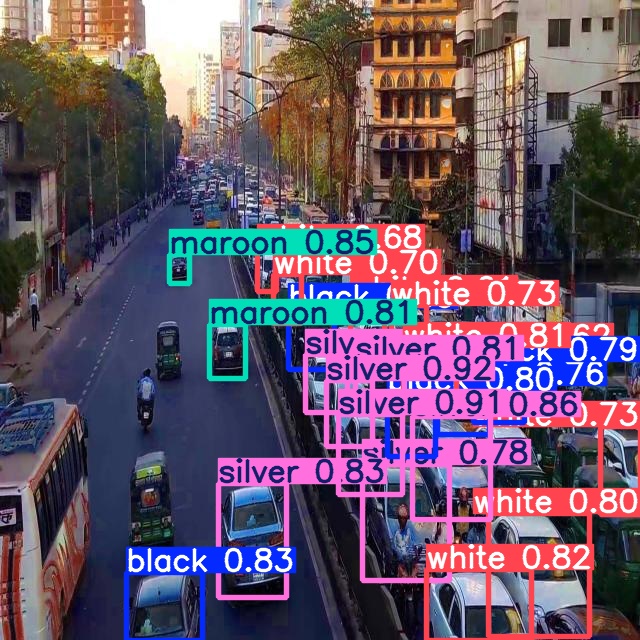 0.68
maroon 0.85
white 0.70
black
white 0.73
maroon 0.81
white 0.81
silver 0.81
0.79
silver 0.92
black 0.80
.76
silver 0.91
0.86
0.73
silver 0.78
silver 0.83
white 0.80
black 0.83
white 0.82